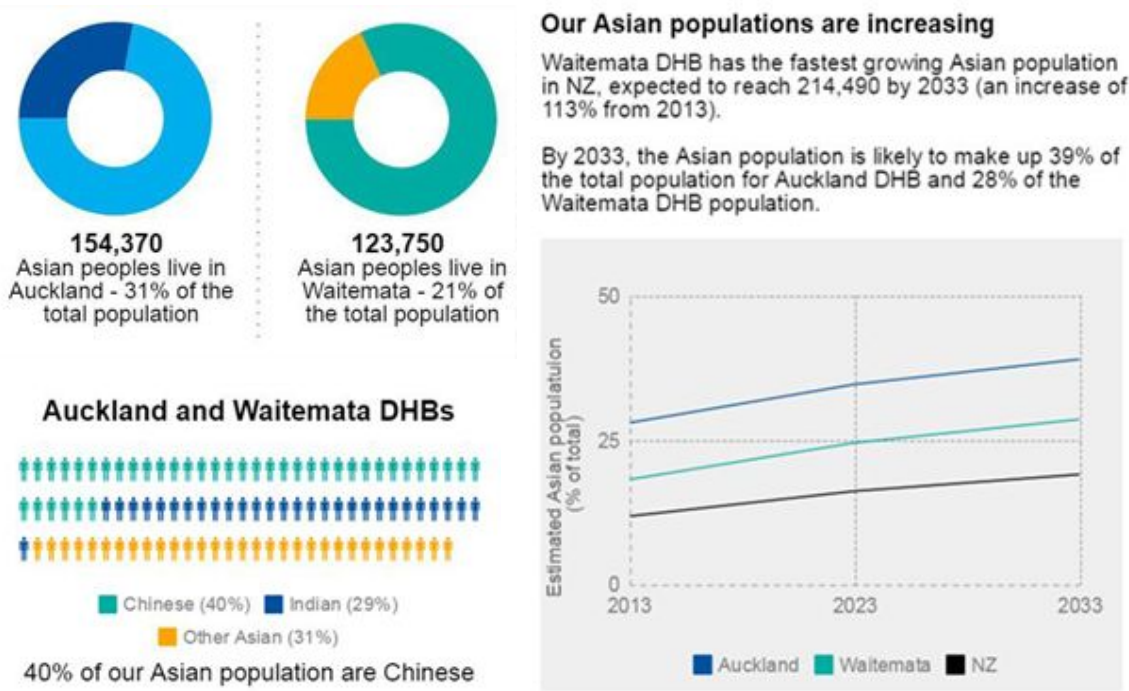 154,370
Asian peoples live in
Auckland - 31% of the
total population
123,750
Asian peoples live in
Waitemata - 21% of
the total population
Auckland and Waitemata DHBs
Chinese (40%) Indian (29%)
Other Asian (31%)
40% of our Asian population are Chinese
Our Asian populations are increasing
Waitemata DHB has the fastest growing Asian population
in NZ, expected to reach 214,490 by 2033 (an increase of
113% from 2013).
By 2033, the Asian population is likely to make up 39% of
the total population for Auckland DHB and 28% of the
Waitemata DHB population.
Estimated Asian populatuion
(% of total)
50
25
0
2013 2023 2033
Auckland Waitemata NZ